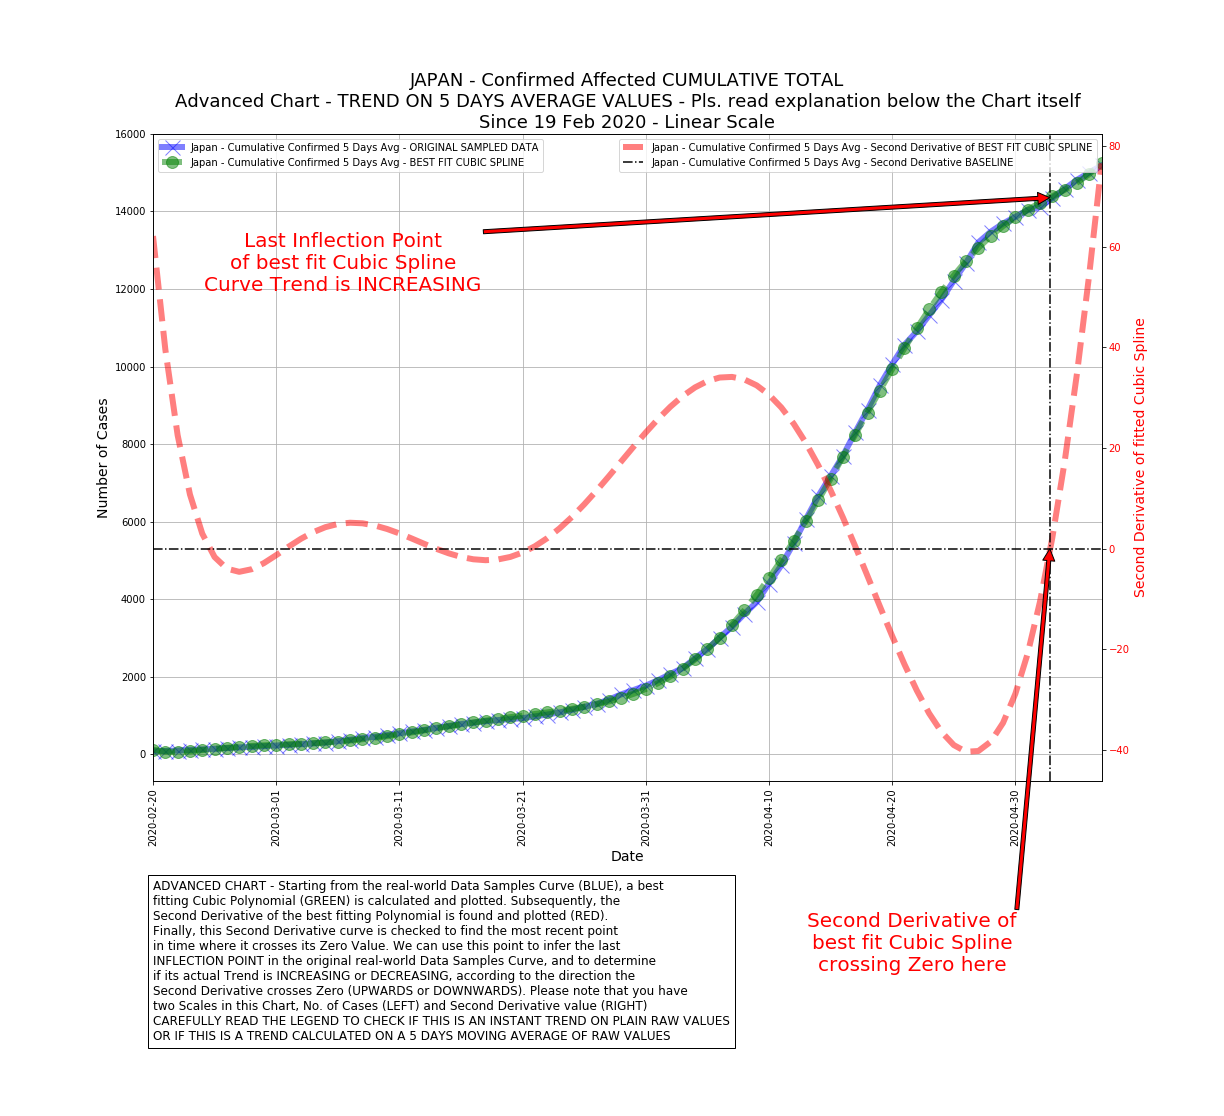 JAPAN - Confirmed Affected CUMULATIVE TOTAL
Advanced Chart - TREND ON 5 DAYS AVERAGE VALUES - Pls. read explanation below the Chart itself
Since 19 Feb 2020 - Linear Scale
Japan - Cumulative Confirmed 5 Days Avg - ORIGINAL SAMPLED DATA
Japan - Cumulative Confirmed 5 Days Avg - BEST FIT CUBIC SPLINE
Japan - Cumulative Confirmed 5 Days Avg - Second Derivative of BEST FIT CUBIC SPLINE
Japan - Cumulative Confirmed 5 Days Avg - Second Derivative BASELINE
Last Inflection Point
of best fit Cubic Spline
Curve Trend is INCREASING
Number of Cases
16000
14000
12000
10000
8000
6000
4000
2000
0
Second Derivative of fitted Cubic Spline
80
60
40
20
0
−20
−40
2020-02-20
2020-03-01
2020-03-11
2020-03-21
2020-03-31
2020-04-10
2020-04-20
2020-04-30
Date
Second Derivative of
best fit Cubic Spline
crossing Zero here
ADVANCED CHART - Starting from the real-world Data Samples Curve (BLUE), a best
fitting Cubic Polynomial (GREEN) is calculated and plotted. Subsequently, the
Second Derivative of the best fitting Polynomial is found and plotted (RED).
Finally, this Second Derivative curve is checked to find the most recent point
in time where it crosses its Zero Value. We can use this point to infer the last
INFLECTION POINT in the original real-world Data Samples Curve, and to determine
if its actual Trend is INCREASING or DECREASING, according to the direction the
Second Derivative crosses Zero (UPWARDS or DOWNWARDS). Please note that you have
two Scales in this Chart, No. of Cases (LEFT) and Second Derivative value (RIGHT)
CAREFULLY READ THE LEGEND TO CHECK IF THIS IS AN INSTANT TREND ON PLAIN RAW VALUES
OR IF THIS IS A TREND CALCULATED ON A 5 DAYS MOVING AVERAGE OF RAW VALUES